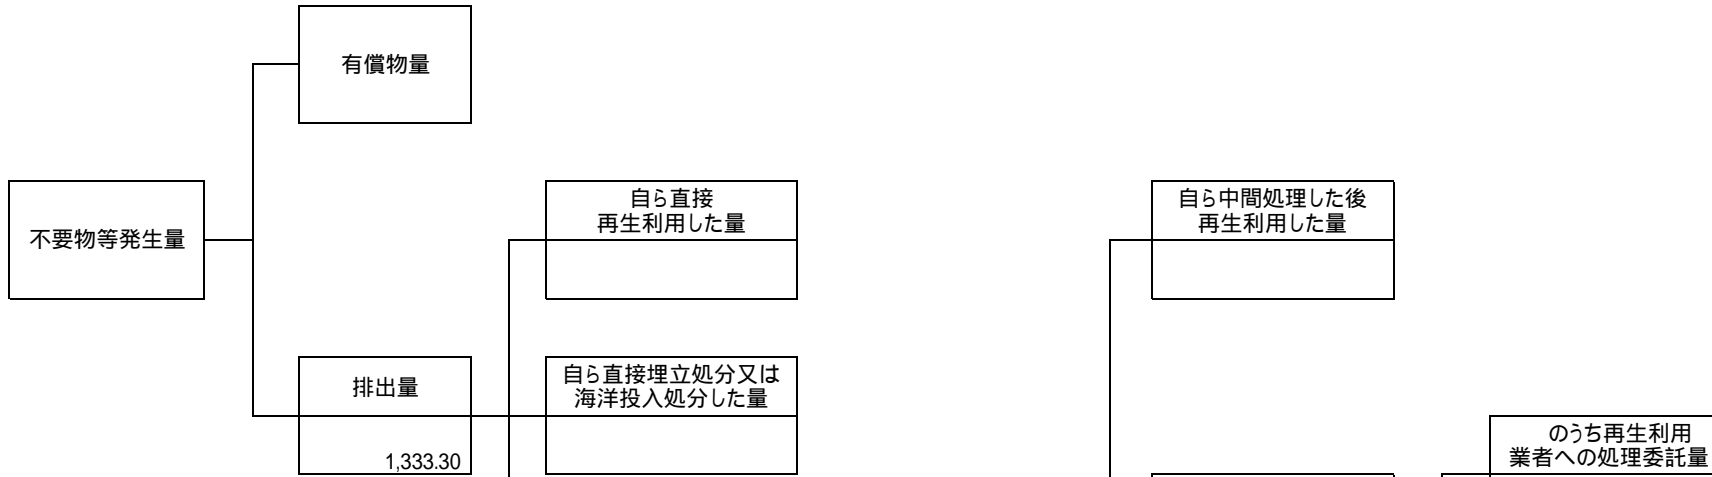 有償物量
不要物等発生量
自ら直接
再生利用した量
自ら中間処理した後
再生利用した量
排出量
1,333.30
自ら直接埋立処分又は
海洋投入処分した量
のうち再生利用
業者への処理委託量